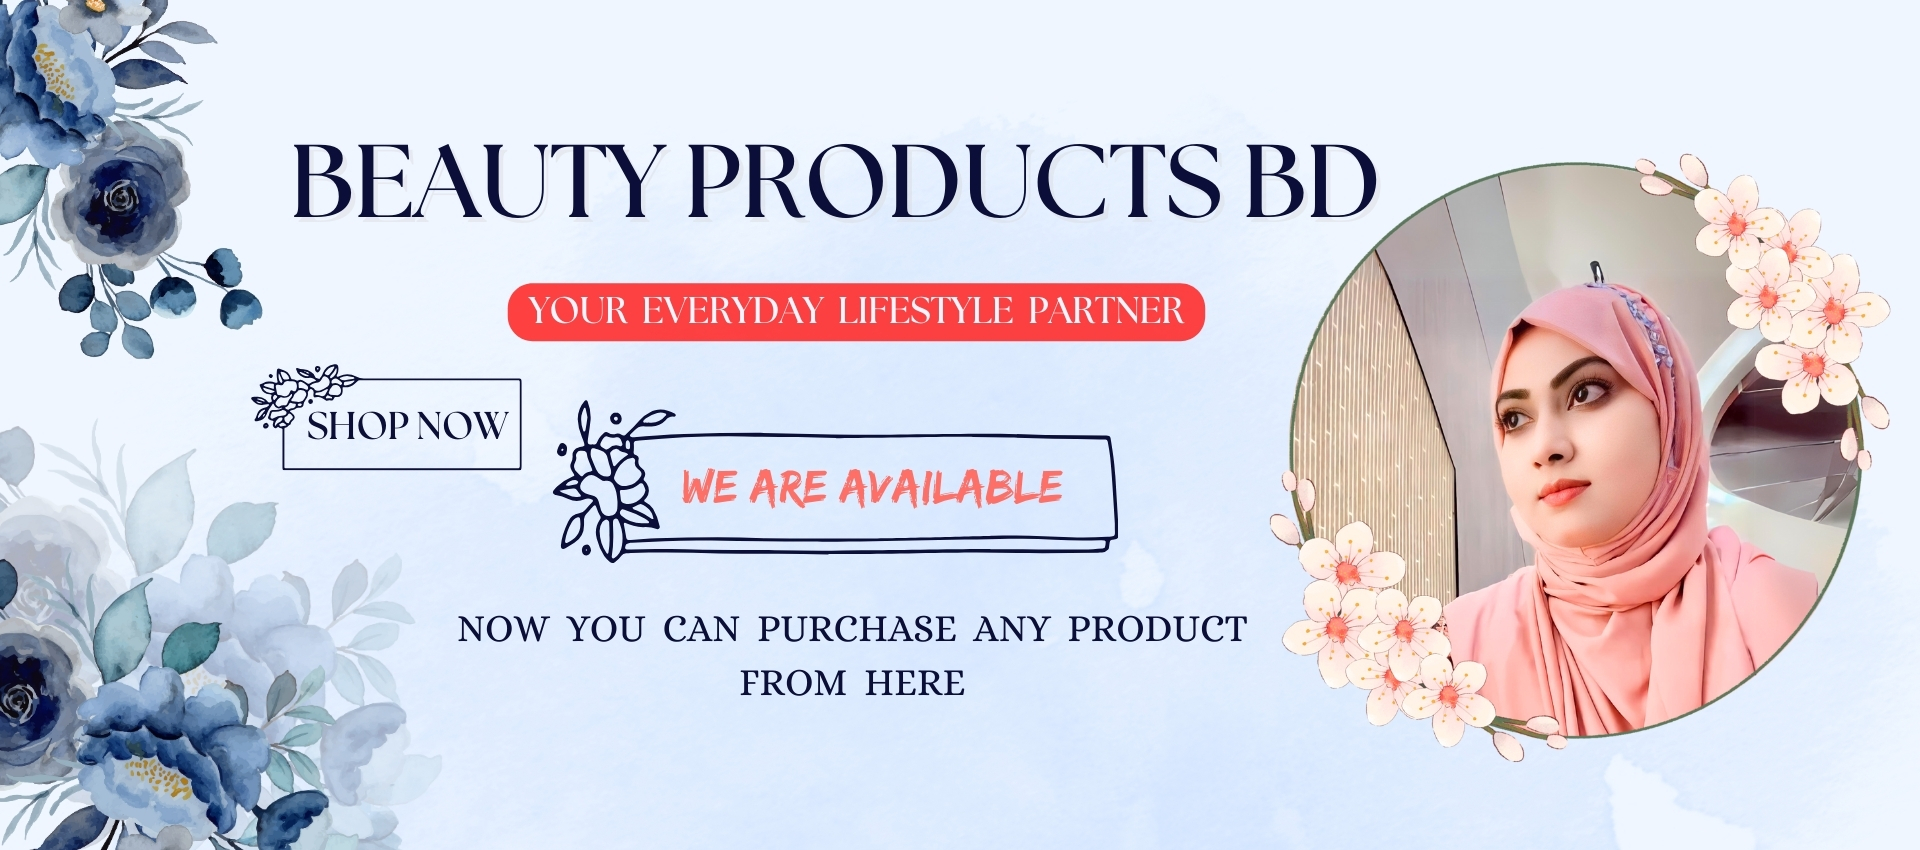 BEAUTY PRODUCTS BD
YOUR EVERYDAY LIFESTYLE PARTNER
SHOP NOW
WE ARE AVAILABLE
NOW YOU CAN PURCHASE ANY PRODUCT
FROM HERE